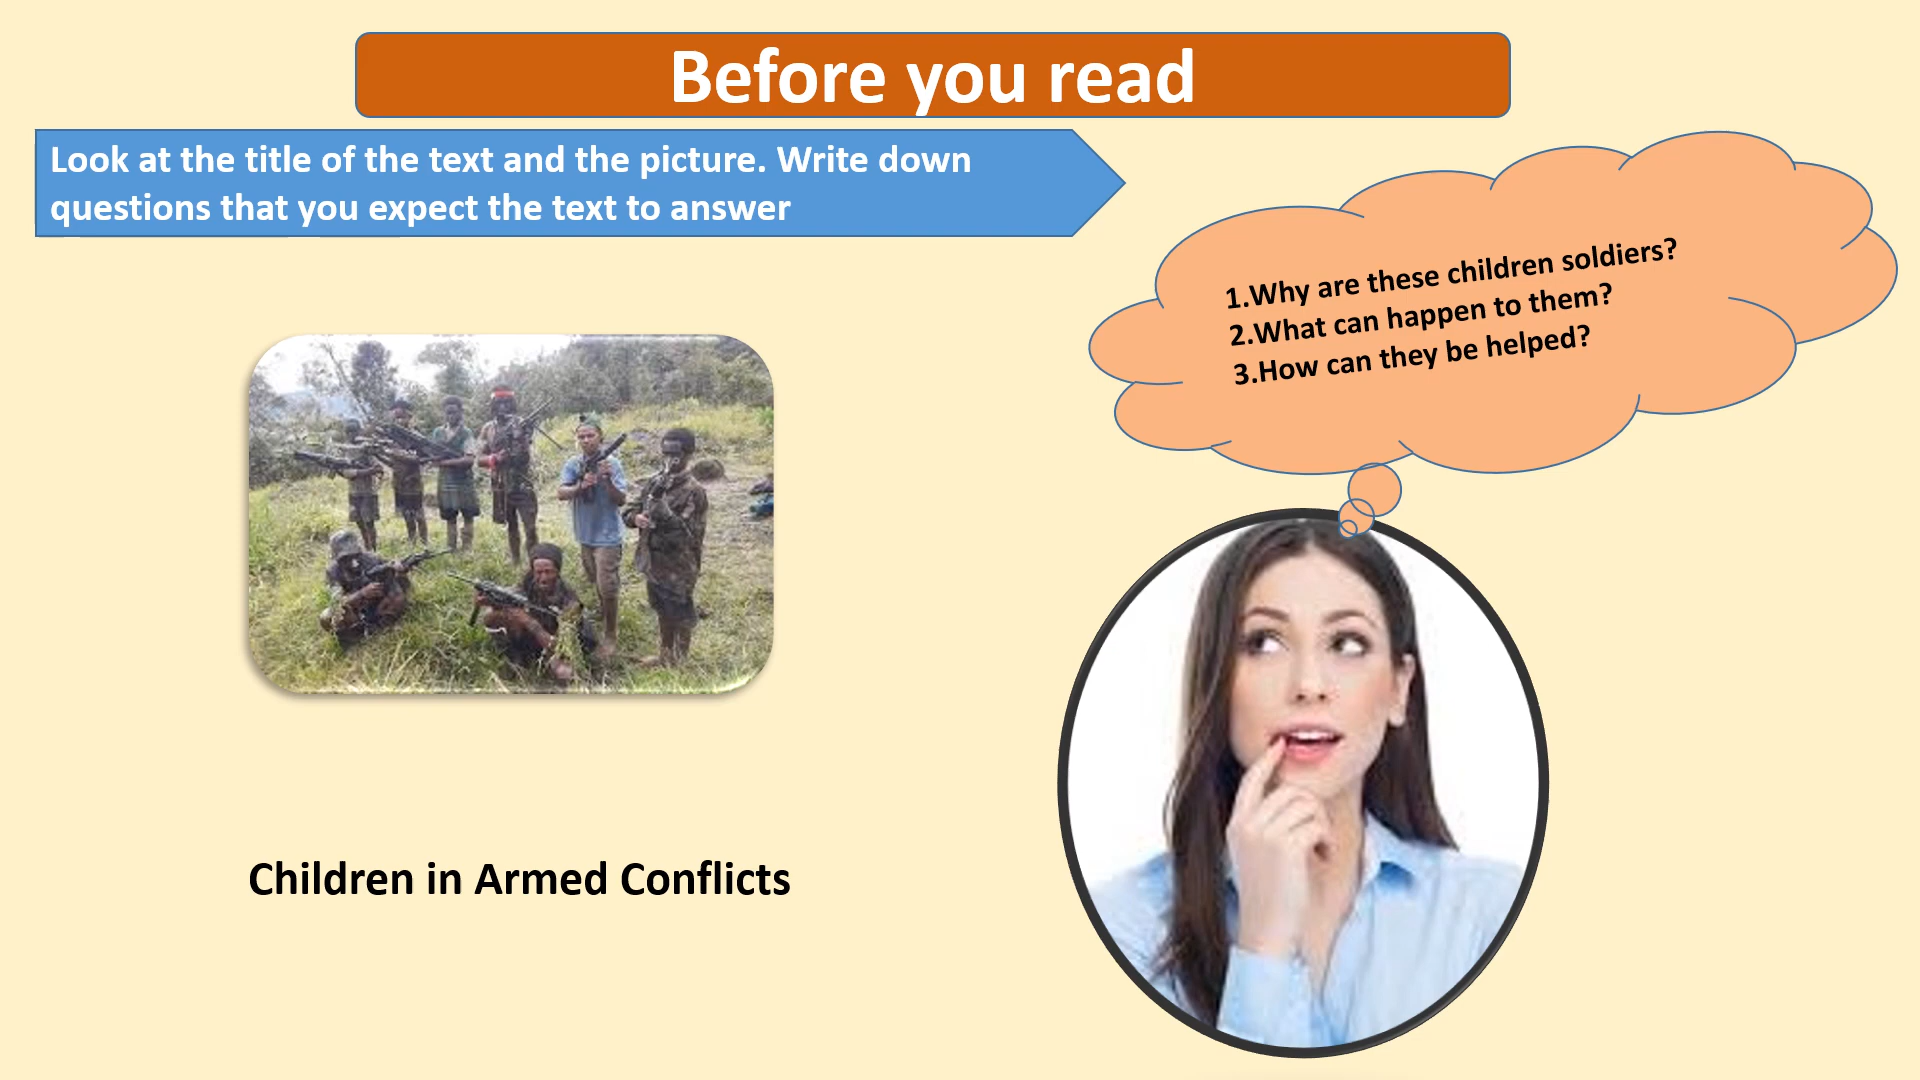 Before you read
Look at the title of the text and the picture. Write down
questions that you expect the text to answer
1.Why are these children soldiers?
2.What can happen to them?
3.How can they be helped?
Children in Armed Conflicts